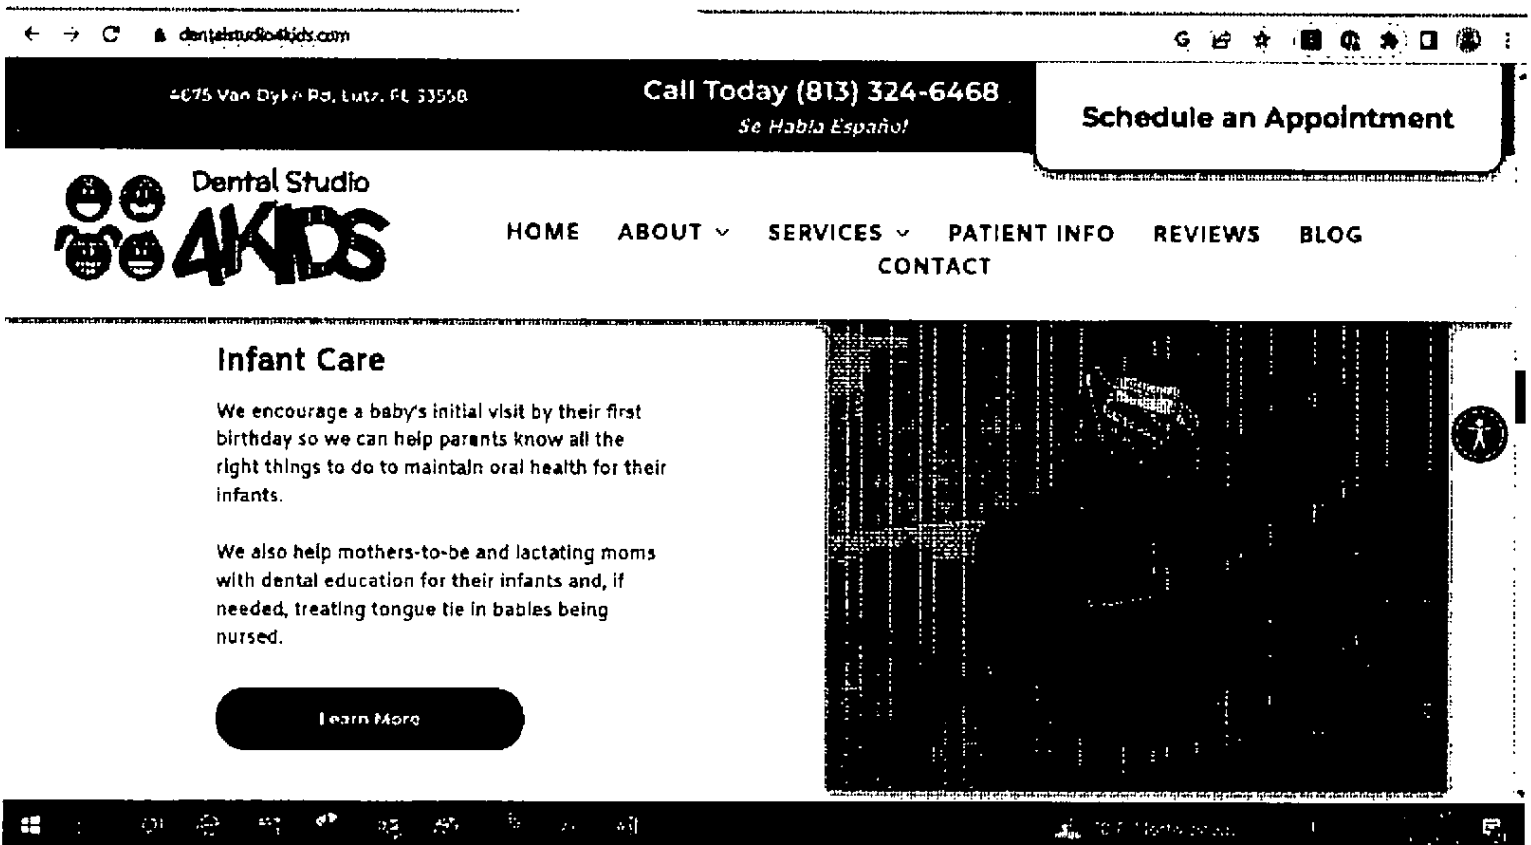 dentalstudio4kids.com
4075 Van Dyke Rd, Lutz, FL 33558
Call Today (813) 324-6468
Se Habla Español
Schedule an Appointment
Dental Studio
4KIDS
HOME ABOUT SERVICES PATIENT INFO REVIEWS BLOG
CONTACT
Infant Care
We encourage a baby's initial visit by their first
birthday so we can help parents know all the
right things to do to maintain oral health for their
infants.
We also help mothers-to-be and lactating moms
with dental education for their infants and, if
needed, treating tongue tie in babies being
nursed.
Learn More